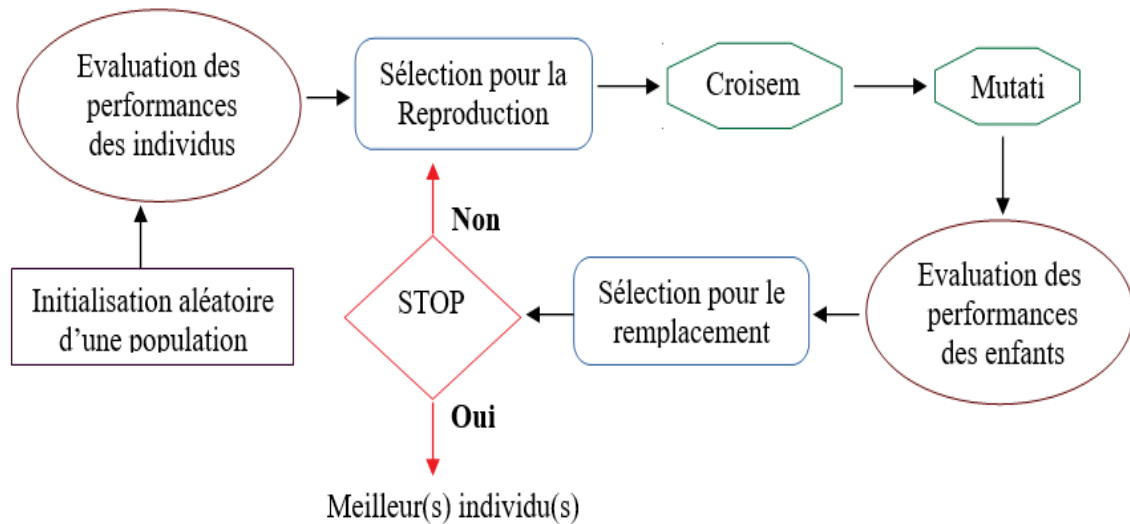 Evaluation des
performances
des individus
Sélection pour la
Reproduction
Croisem
Mutati
Non
Initialisation aléatoire
d’une population
STOP
Sélection pour le
remplacement
Evaluation des
performances
des enfants
Oui
Meilleur(s) individu(s)